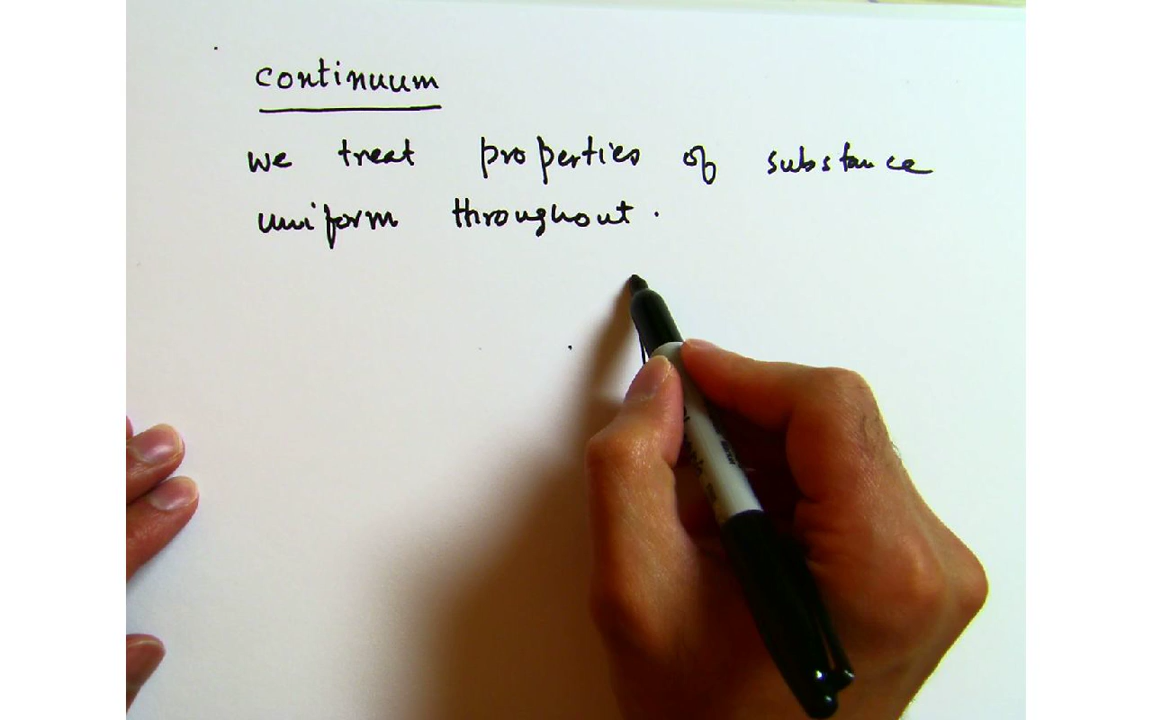 continuum
we treat properties of substance
uniform throughout.